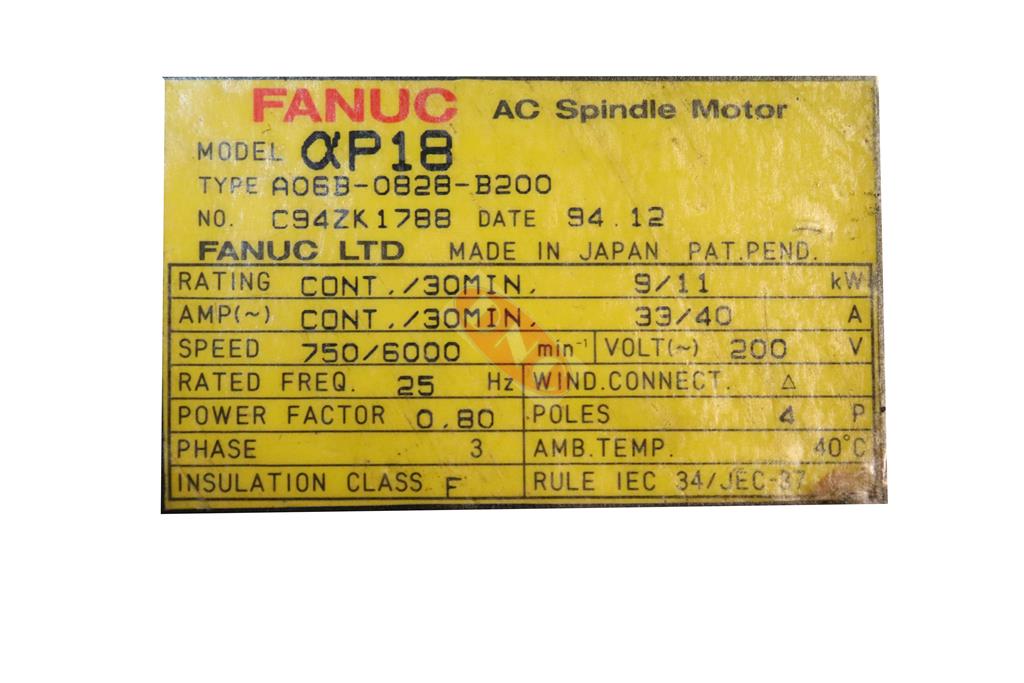 FANUC AC Spindle Motor
MODEL αP18
TYPE A06B-0828-B200
NO. C94ZK1788 DATE 94.12
FANUC LTD MADE IN JAPAN PAT.PEND.
RATING CONT./30MIN. 9/11 kW
AMP(~) CONT./30MIN. 33/40 A
SPEED 750/6000 min⁻¹ VOLT(~) 200 V
RATED FREQ. 25 Hz WIND.CONNECT. Δ
POWER FACTOR 0.80 POLES 4 P
PHASE 3 AMB.TEMP. 40°C
INSULATION CLASS F RULE IEC 34/JEC-37